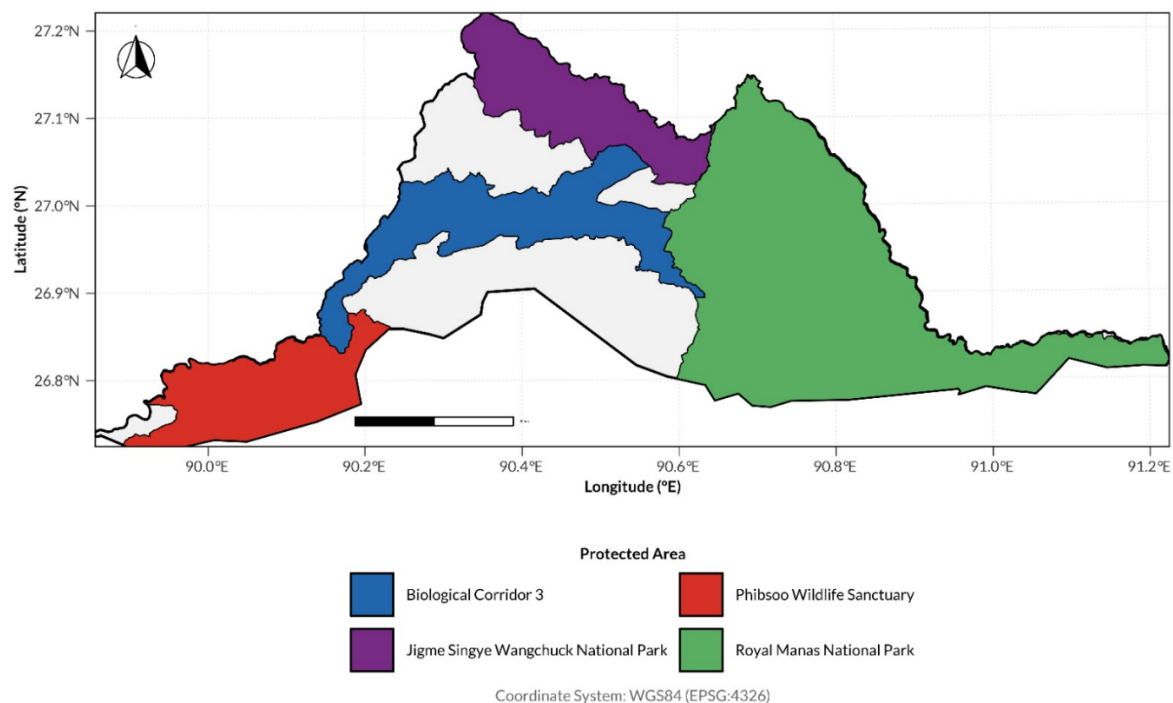 27.2°N
27.1°N
27.0°N
26.9°N
26.8°N
Latitude (°N)
90.0°E 90.2°E 90.4°E 90.6°E 90.8°E 91.0°E 91.2°E
Longitude (°E)
Protected Area
Biological Corridor 3
Phibsoo Wildlife Sanctuary
Jigme Singye Wangchuck National Park
Royal Manas National Park
Coordinate System: WGS84 (EPSG:4326)